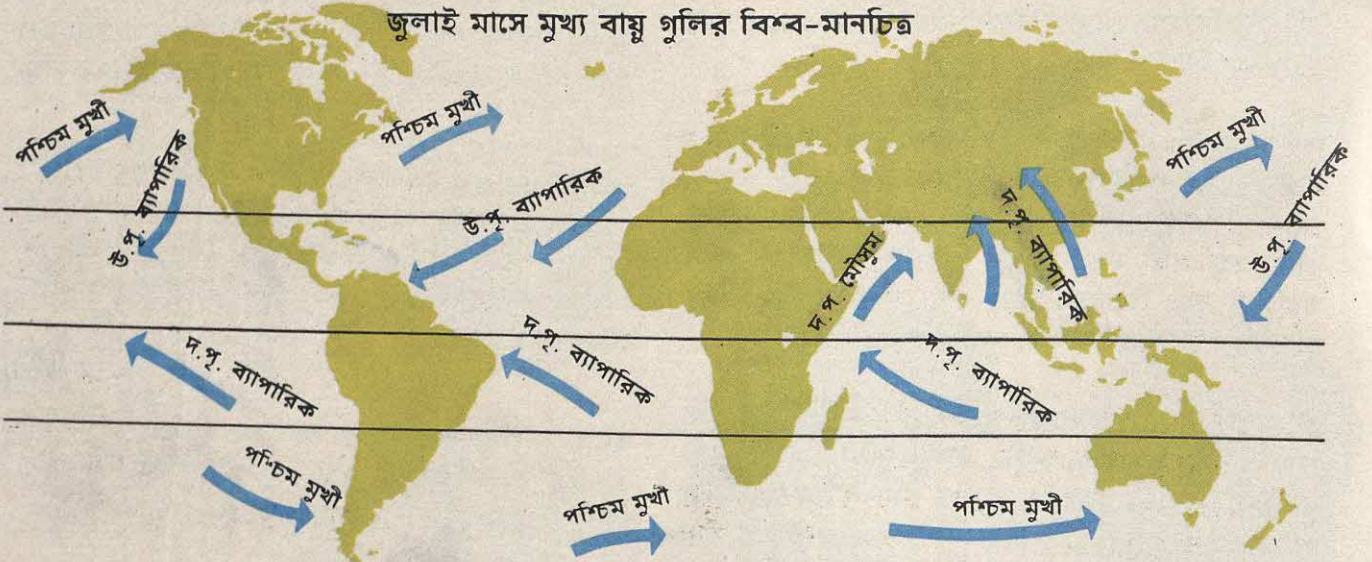 জুলাই মাসে মুখ্য বায়ু গুলির বিশ্ব-মানচিত্র
পশ্চিম মুখী
পশ্চিম মুখী
পশ্চিম মুখী
উ.পূ. ব্যাপারিক
উ.পূ. ব্যাপারিক
উ.পূ. ব্যাপারিক
দ.প. মৌসুম
দ.পূ. ব্যাপারিক
দ.পূ. ব্যাপারিক
দ.পূ. ব্যাপারিক
দ.পূ. ব্যাপারিক
পশ্চিম মুখী
পশ্চিম মুখী
পশ্চিম মুখী